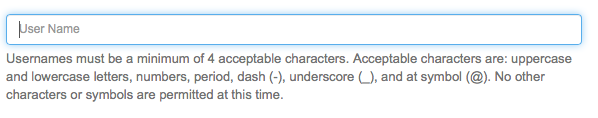 User Name
Usernames must be a minimum of 4 acceptable characters. Acceptable characters are: uppercase
and lowercase letters, numbers, period, dash (-), underscore (_), and at symbol (@). No other
characters or symbols are permitted at this time.